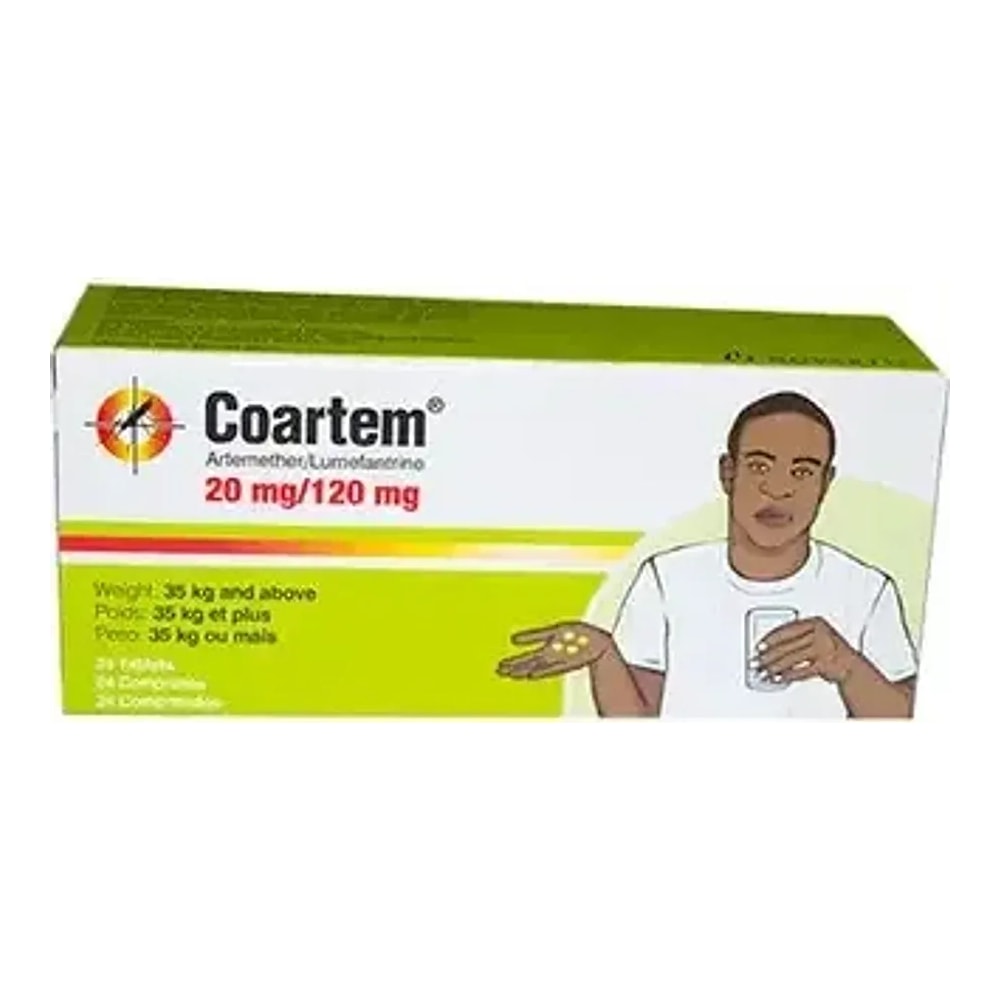 Coartem®
Artemether/Lumefantrine
20 mg/120 mg
Weight: 35 kg and above
Poids: 35 kg et plus
Peso: 35 kg ou mais
24 Tablets
24 Comprimés
24 Comprimidos
NOVARTIS